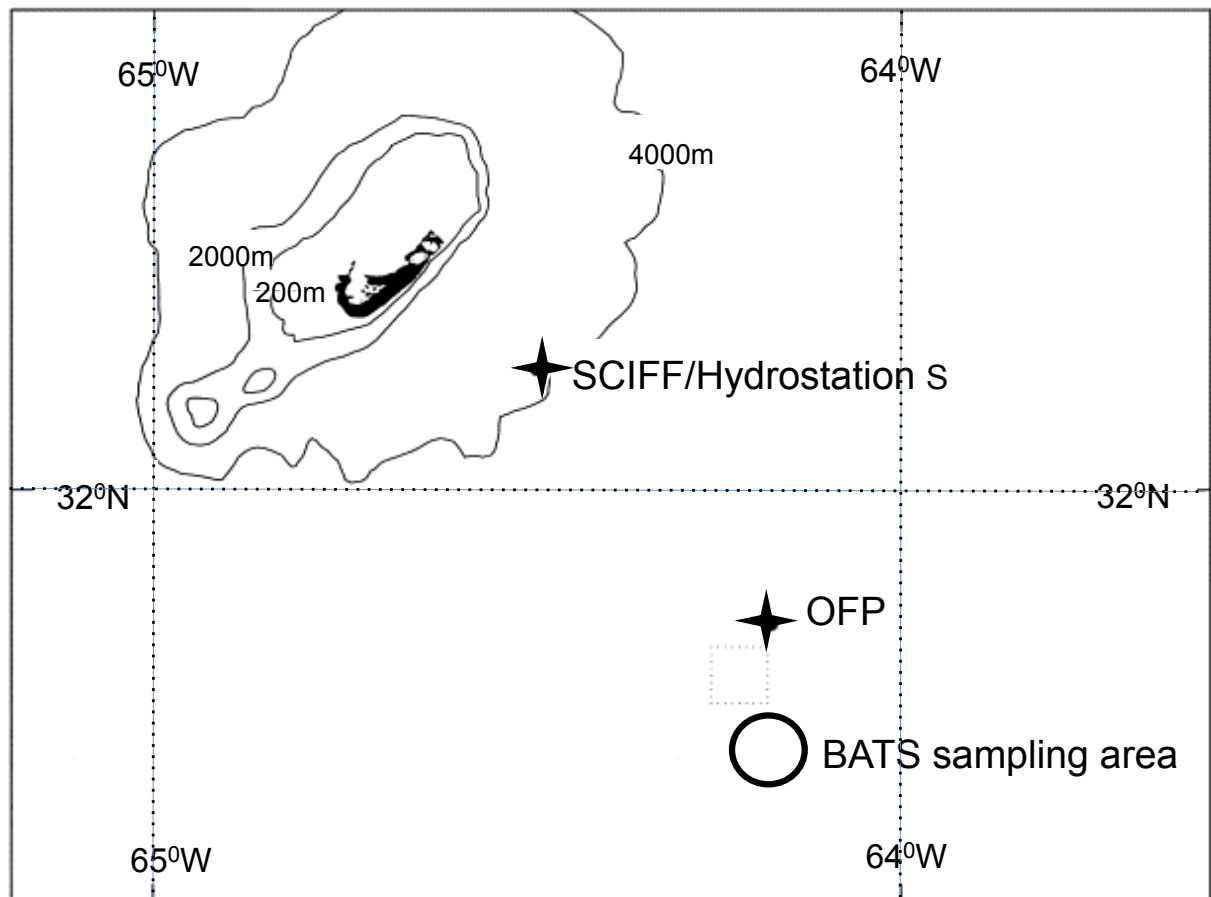 65⁰W
64⁰W
4000m
2000m
200m
SCIFF/Hydrostation S
32⁰N
32⁰N
OFP
BATS sampling area
65⁰W
64⁰W